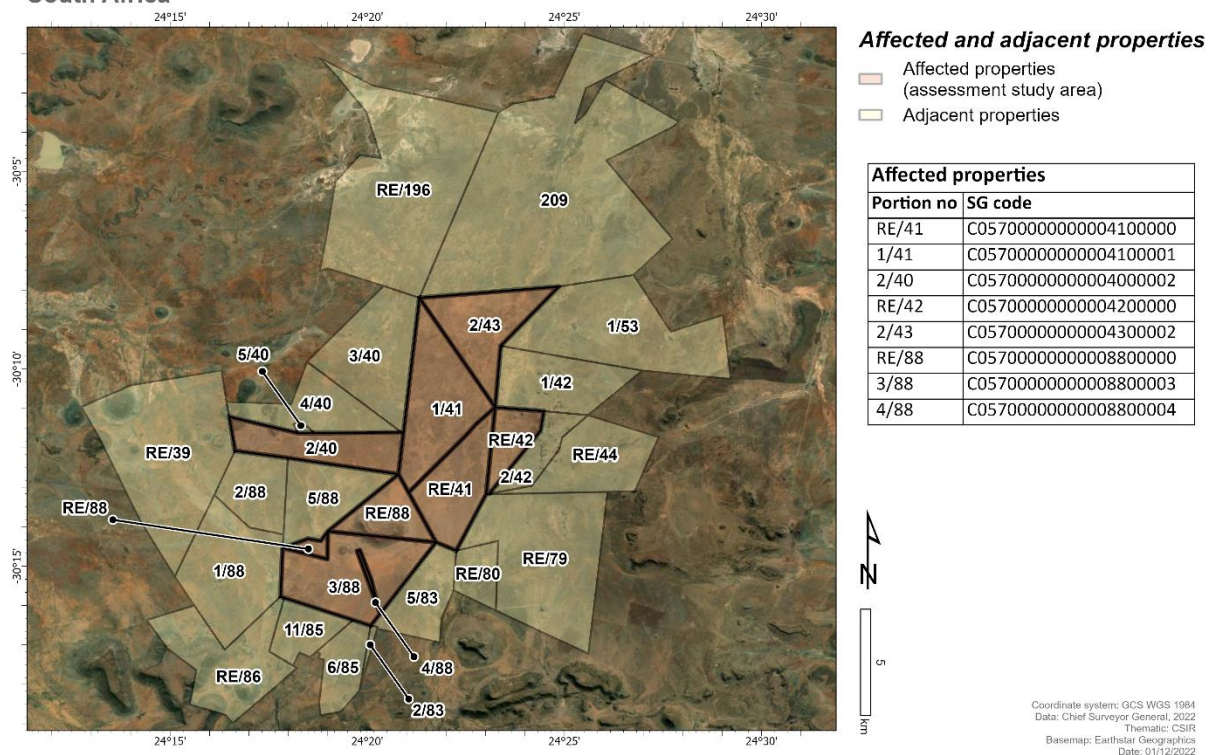 South Africa
24°15' 24°20' 24°25' 24°30'
-30°5'
-30°10'
-30°15'
RE/196
209
2/43
1/53
3/40
5/40
1/42
4/40
1/41
RE/42
2/40
RE/39
RE/44
2/42
2/88
5/88
RE/41
RE/88
RE/88
RE/79
RE/80
1/88
3/88
5/83
11/85
6/85
4/88
RE/86
2/83
24°15' 24°20' 24°25' 24°30'
Affected and adjacent properties
Affected properties
(assessment study area)
Adjacent properties
Affected properties
Portion no SG code
RE/41 C05700000000004100000
1/41 C05700000000004100001
2/40 C05700000000004000002
RE/42 C05700000000004200000
2/43 C05700000000004300002
RE/88 C05700000000008800000
3/88 C05700000000008800003
4/88 C05700000000008800004
N
5
km
Coordinate system: GCS WGS 1984
Data: Chief Surveyor General, 2022
Thematic: CSIR
Basemap: Earthstar Geographics
Date: 01/12/2022